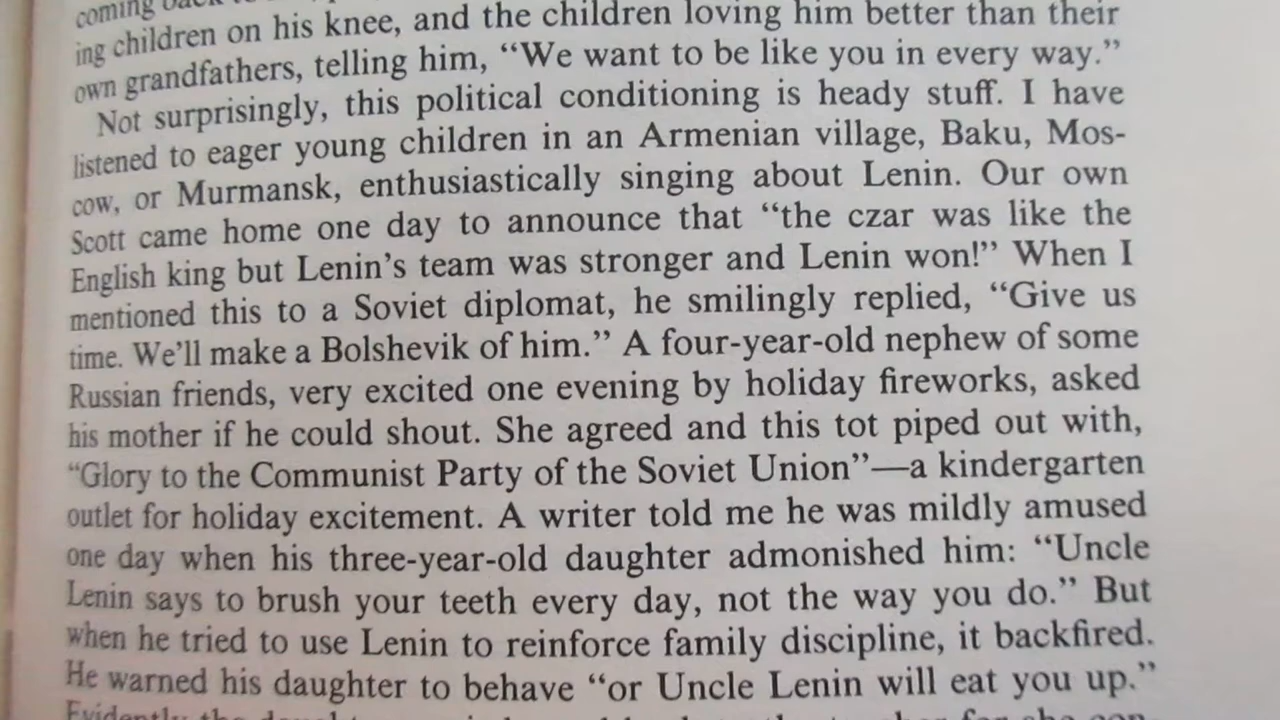 coming back to
ing children on his knee, and the children loving him better than their
own grandfathers, telling him, “We want to be like you in every way.”
Not surprisingly, this political conditioning is heady stuff. I have
listened to eager young children in an Armenian village, Baku, Mos-
cow, or Murmansk, enthusiastically singing about Lenin. Our own
Scott came home one day to announce that “the czar was like the
English king but Lenin’s team was stronger and Lenin won!” When I
mentioned this to a Soviet diplomat, he smilingly replied, “Give us
time. We’ll make a Bolshevik of him.” A four-year-old nephew of some
Russian friends, very excited one evening by holiday fireworks, asked
his mother if he could shout. She agreed and this tot piped out with,
“Glory to the Communist Party of the Soviet Union”—a kindergarten
outlet for holiday excitement. A writer told me he was mildly amused
one day when his three-year-old daughter admonished him: “Uncle
Lenin says to brush your teeth every day, not the way you do.” But
when he tried to use Lenin to reinforce family discipline, it backfired.
He warned his daughter to behave “or Uncle Lenin will eat you up.”
Evidently the for she con-